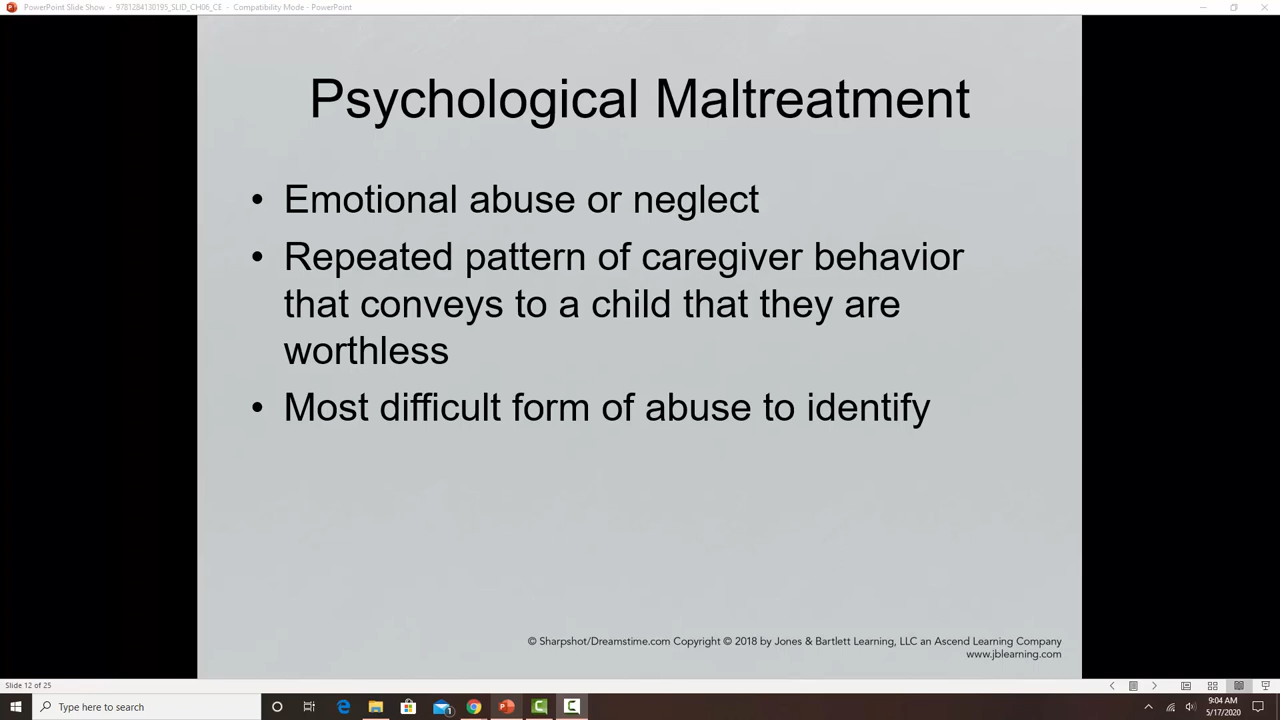 PowerPoint Slide Show - 9781284130195_SLID_CH06_CE - Compatibility Mode - PowerPoint
Psychological Maltreatment
• Emotional abuse or neglect
• Repeated pattern of caregiver behavior
that conveys to a child that they are
worthless
• Most difficult form of abuse to identify
© Sharpshot/Dreamstime.com Copyright © 2018 by Jones & Bartlett Learning, LLC an Ascend Learning Company
www.jblearning.com
Slide 12 of 25
Type here to search
1
9:04 AM
5/17/2020